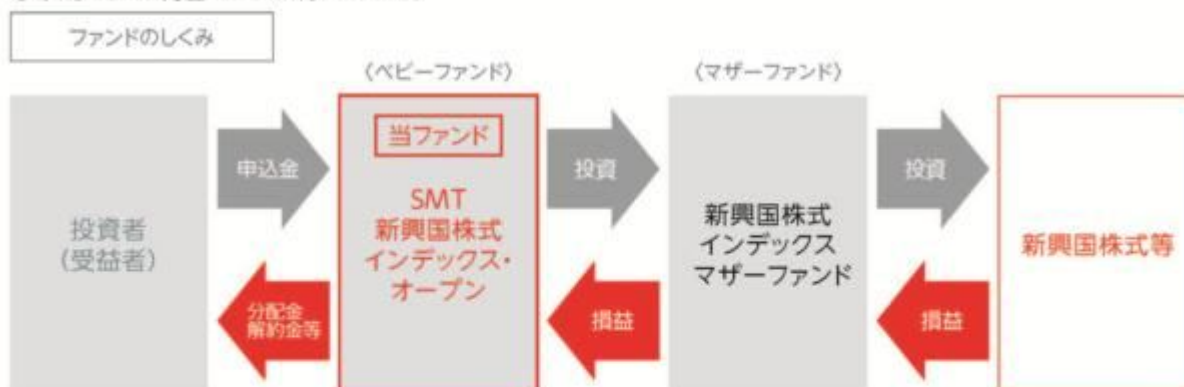 ファンドのしくみ
〈ベビーファンド〉
〈マザーファンド〉
投資者
(受益者)
申込金
分配金
解約金等
当ファンド
SMT
新興国株式
インデックス・
オープン
投資
損益
新興国株式
インデックス
マザーファンド
投資
損益
新興国株式等